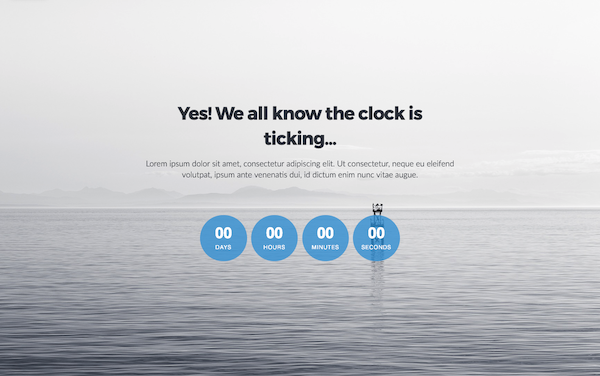 Yes! We all know the clock is
ticking...
Lorem ipsum dolor sit amet, consectetur adipiscing elit. Ut consectetur, neque eu eleifend
volutpat, ipsum ante venenatis dui, id dictum enim nunc vitae augue.
00 00 00 00
DAYS HOURS MINUTES SECONDS